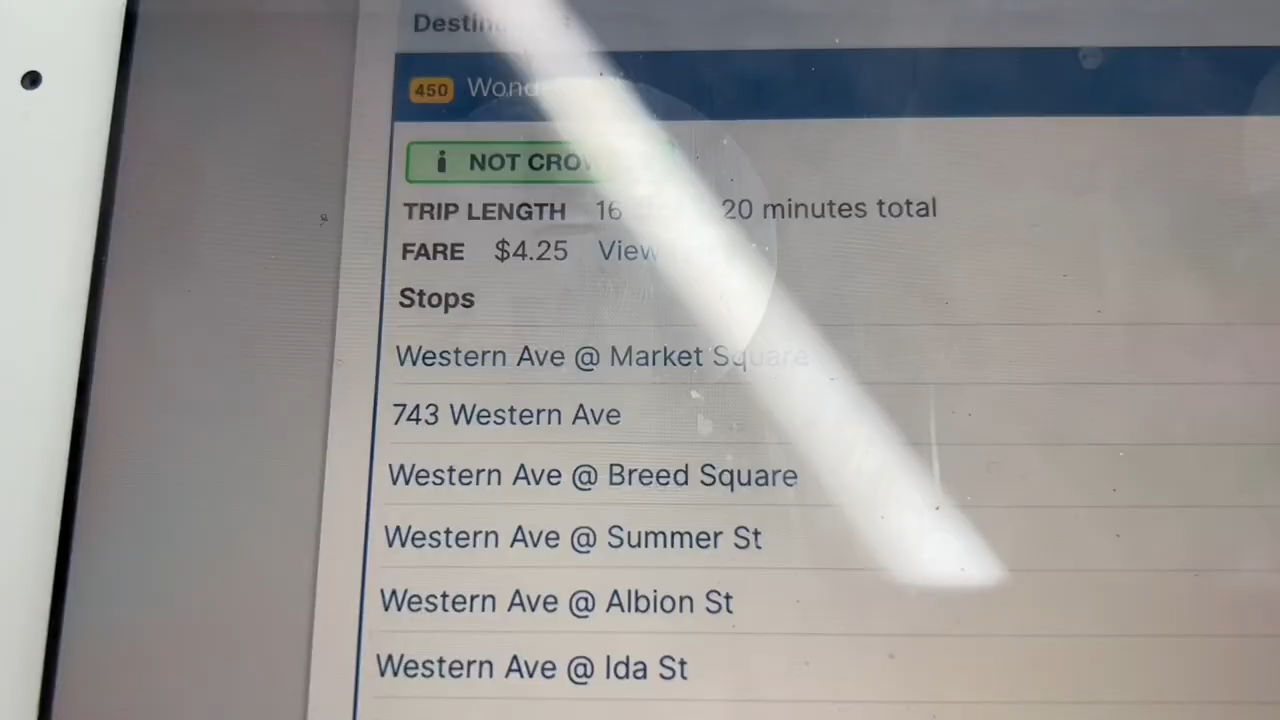 450
NOT
TRIP LENGTH 16 20 minutes total
FARE $4.25 View
Stops
Western Ave @ Market Square
743 Western Ave
Western Ave @ Breed Square
Western Ave @ Summer St
Western Ave @ Albion St
Western Ave @ Ida St